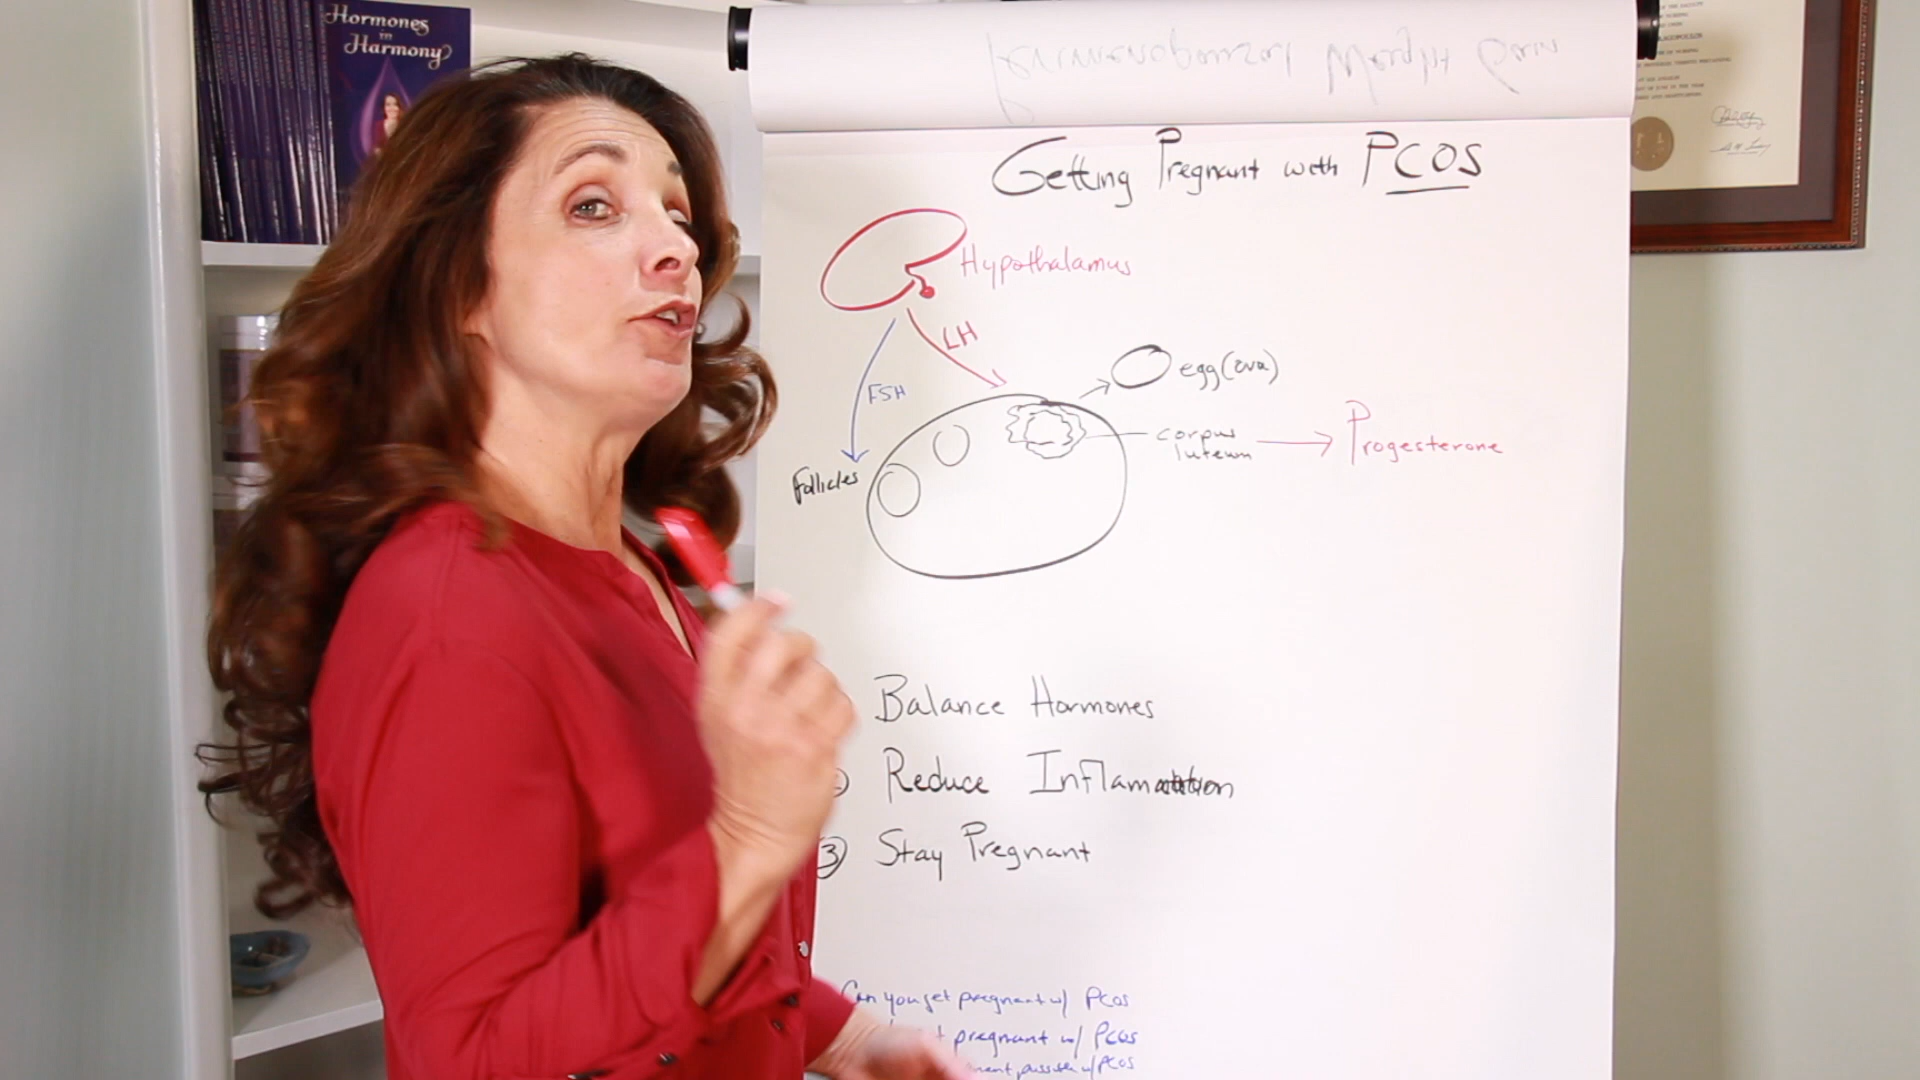 Hormones
in
Harmony
Getting Pregnant with PCOS
Hypothalamus
LH
FSH
egg (ova)
corpus
luteum
Progesterone
Follicles
Balance Hormones
Reduce Inflammation
3 Stay Pregnant
Can you get pregnant w/ PCOS
pregnant w/ PCOS
w/ PCOS